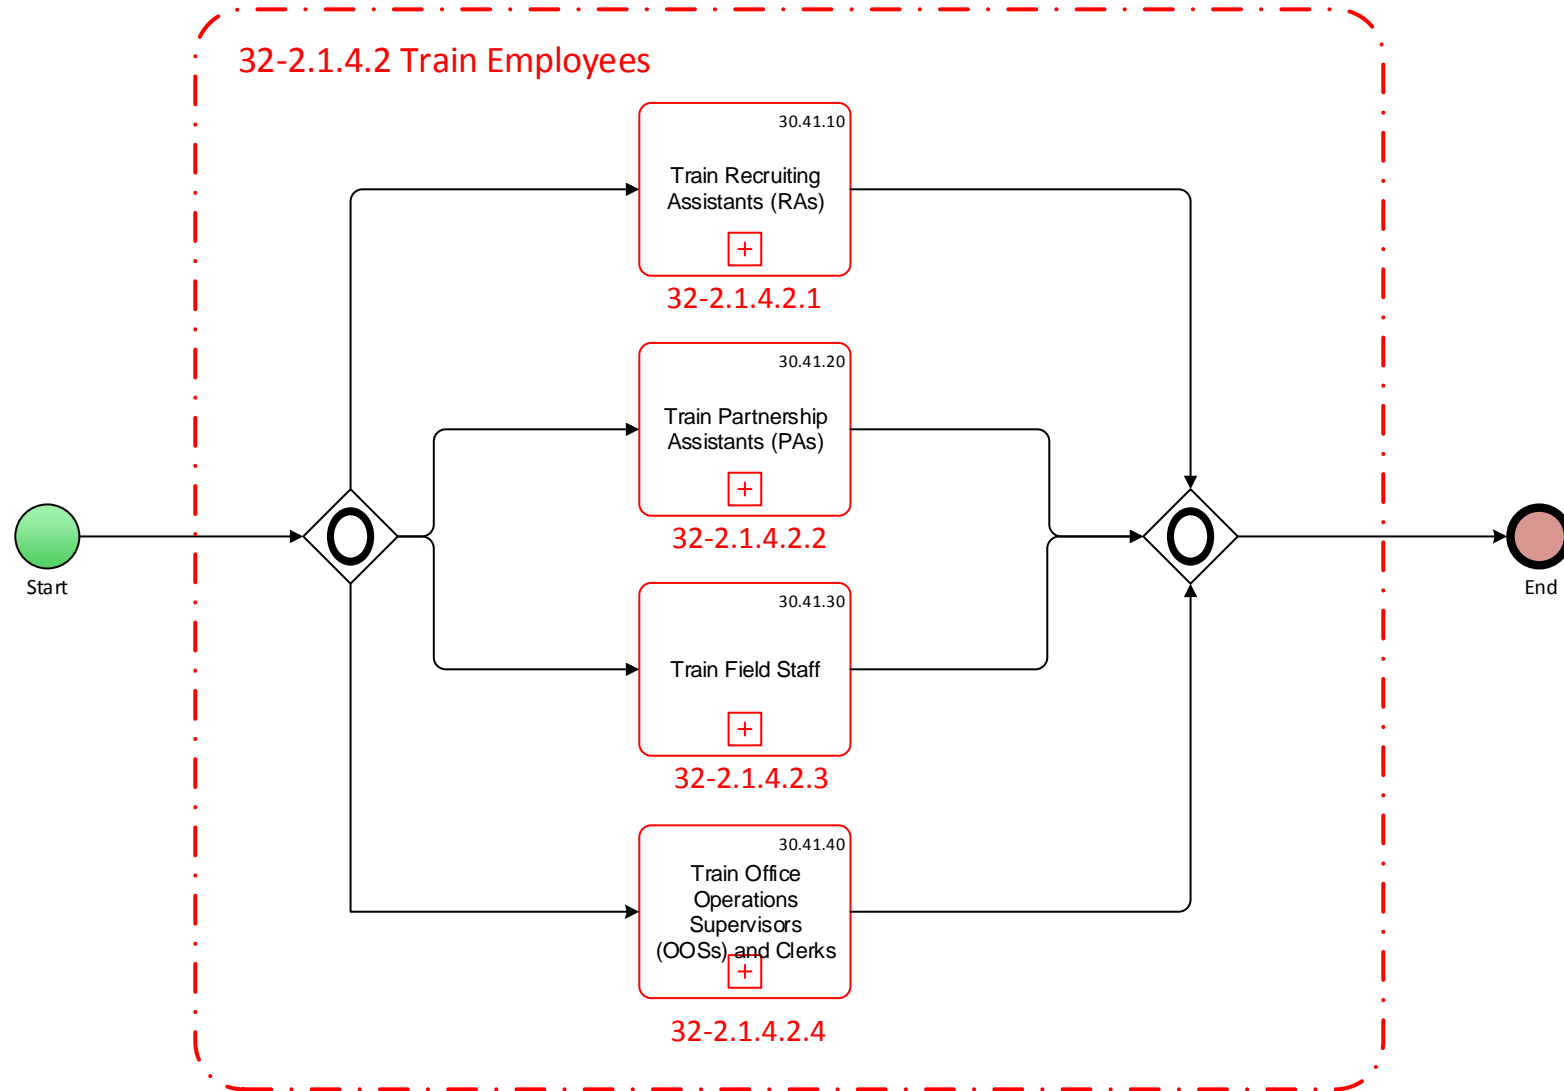 32-2.1.4.2 Train Employees
30.41.10
Train Recruiting
Assistants (RAs)
32-2.1.4.2.1
30.41.20
Train Partnership
Assistants (PAs)
32-2.1.4.2.2
Start
End
30.41.30
Train Field Staff
32-2.1.4.2.3
30.41.40
Train Office
Operations
Supervisors
(OOSs) and Clerks
32-2.1.4.2.4